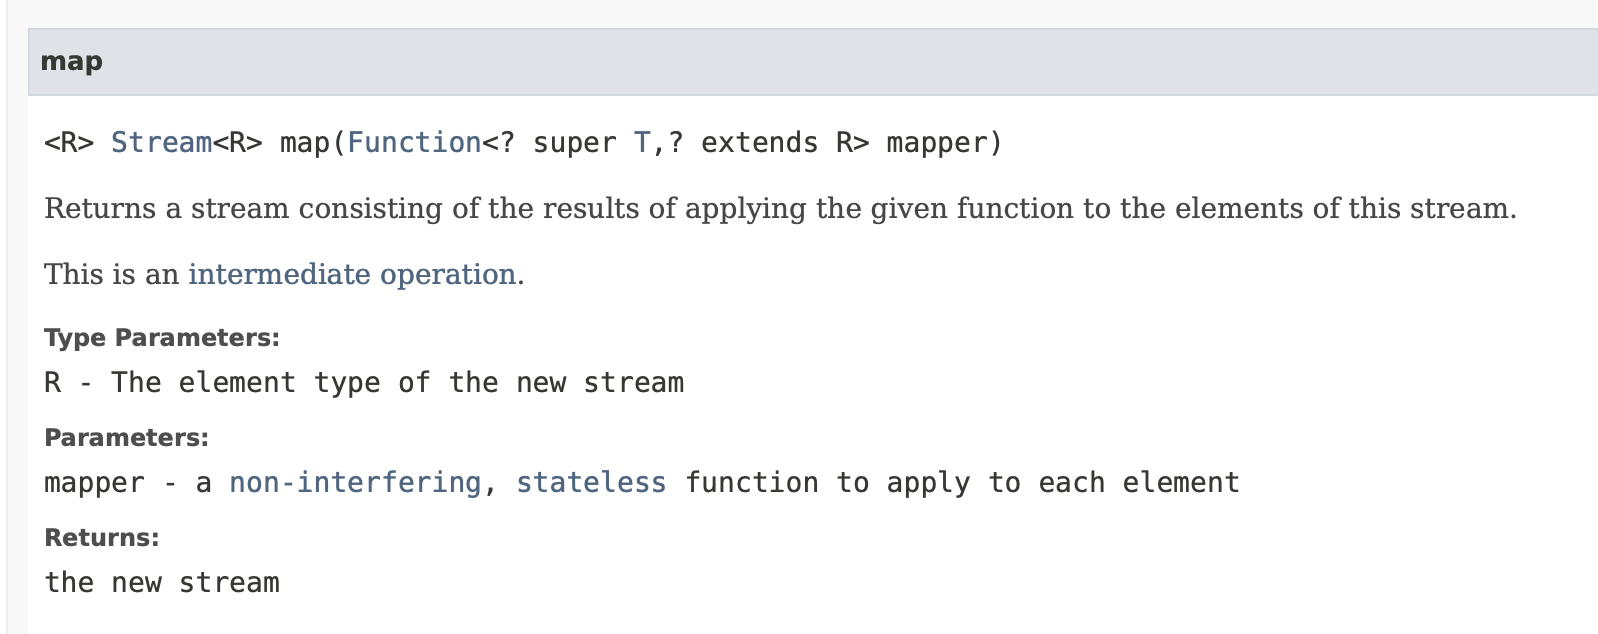 map
<R> Stream<R> map(Function<? super T,? extends R> mapper)
Returns a stream consisting of the results of applying the given function to the elements of this stream.
This is an intermediate operation.
Type Parameters:
R - The element type of the new stream
Parameters:
mapper - a non-interfering, stateless function to apply to each element
Returns:
the new stream